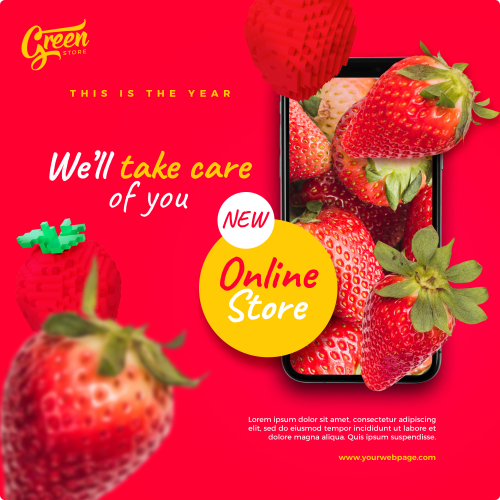 Green
STORE
THIS IS THE YEAR
We'll take care
of you
NEW
Online
Store
Lorem ipsum dolor sit amet, consectetur adipiscing
elit, sed do eiusmod tempor incididunt ut labore et
dolore magna aliqua, Quis ipsum suspendisse.
www.yourwebpage.com